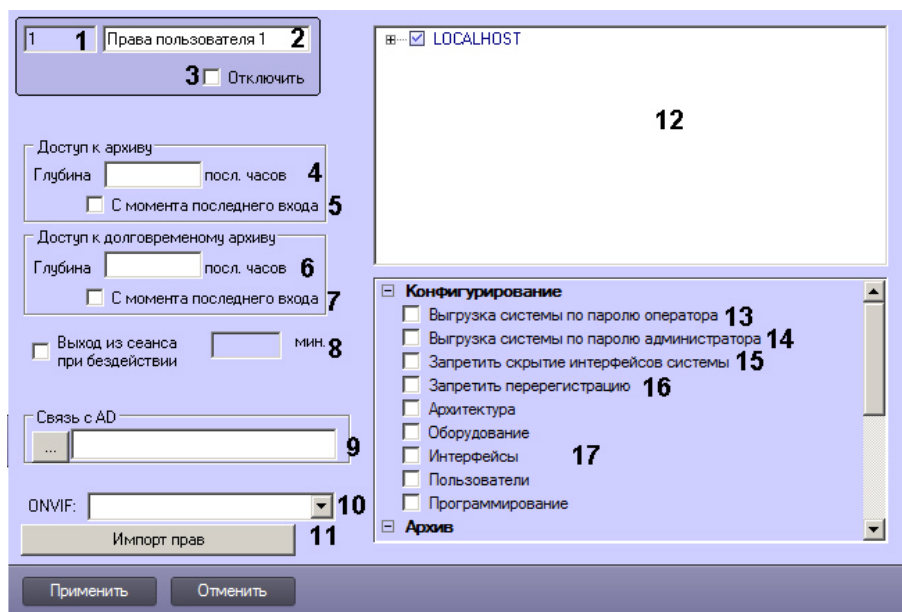 1 1 Права пользователя 1 2
3 Отключить
Доступ к архиву
Глубина посл. часов 4
С момента последнего входа 5
Доступ к долговременому архиву
Глубина посл. часов 6
С момента последнего входа 7
Выход из сеанса
при бездействии
мин. 8
Связь с AD
... 9
ONVIF: 10
Импорт прав 11
LOCALHOST
12
Конфигурирование
Выгрузка системы по паролю оператора 13
Выгрузка системы по паролю администратора 14
Запретить скрытие интерфейсов системы 15
Запретить перерегистрацию 16
Архитектура
Оборудование
Интерфейсы 17
Пользователи
Программирование
Архив
Применить Отменить